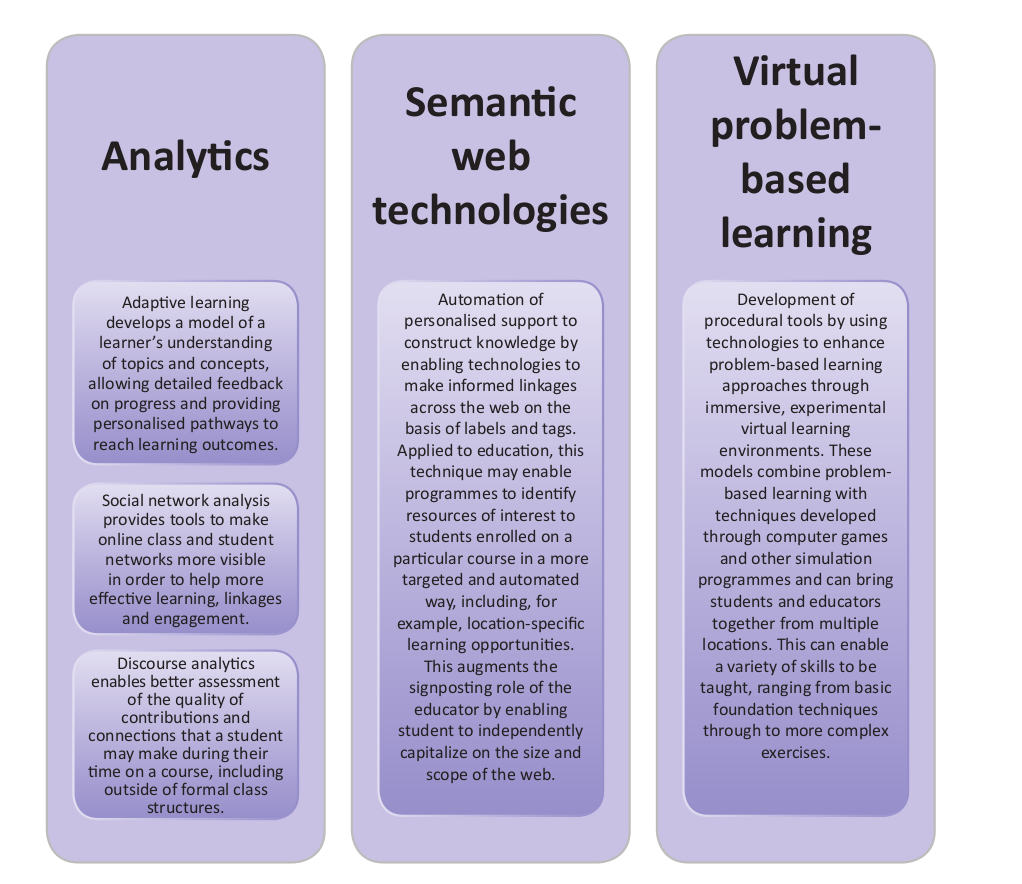 Analytics
Adaptive learning
develops a model of a
learner’s understanding
of topics and concepts,
allowing detailed feedback
on progress and providing
personalised pathways to
reach learning outcomes.
Social network analysis
provides tools to make
online class and student
networks more visible
in order to help more
effective learning, linkages
and engagement.
Discourse analytics
enables better assessment
of the quality of
contributions and
connections that a student
may make during their
time on a course, including
outside of formal class
structures.
Semantic
web
technologies
Automation of
personalised support to
construct knowledge by
enabling technologies to
make informed linkages
across the web on the
basis of labels and tags.
Applied to education, this
technique may enable
programmes to identify
resources of interest to
students enrolled on a
particular course in a more
targeted and automated
way, including, for
example, location-specific
learning opportunities.
This augments the
signposting role of the
educator by enabling
student to independently
capitalize on the size and
scope of the web.
Virtual
problem-
based
learning
Development of
procedural tools by using
technologies to enhance
problem-based learning
approaches through
immersive, experimental
virtual learning
environments. These
models combine problem-
based learning with
techniques developed
through computer games
and other simulation
programmes and can bring
students and educators
together from multiple
locations. This can enable
a variety of skills to be
taught, ranging from basic
foundation techniques
through to more complex
exercises.